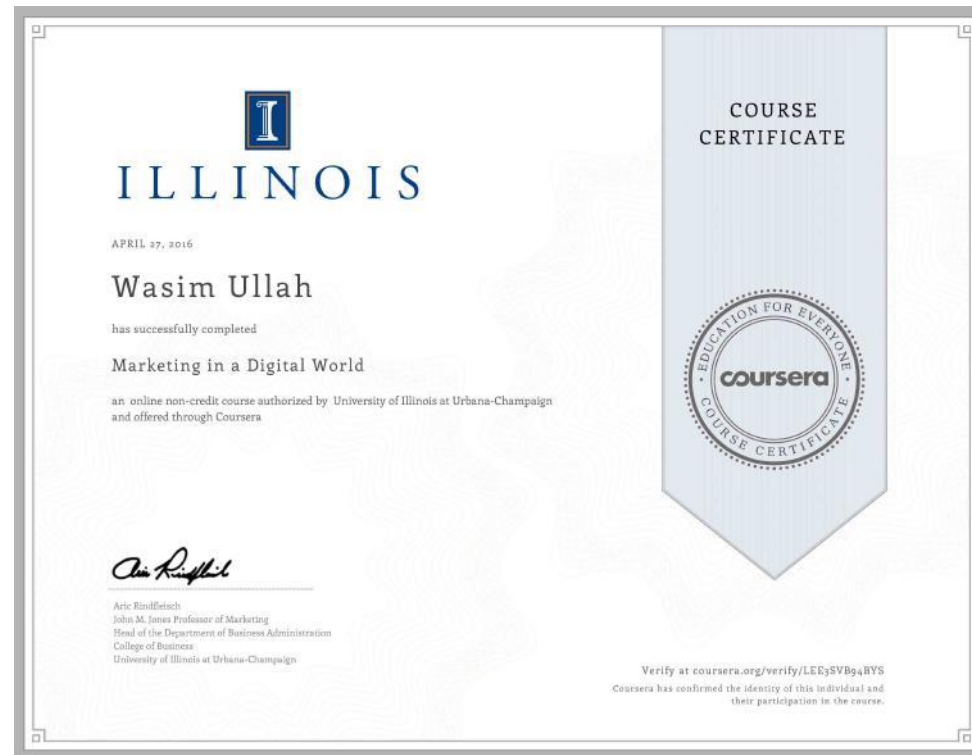 I
ILLINOIS
APRIL 27, 2016
Wasim Ullah
has successfully completed
Marketing in a Digital World
an online non-credit course authorized by University of Illinois at Urbana-Champaign
and offered through Coursera
Aric Rindfleisch
John M. Jones Professor of Marketing
Head of the Department of Business Administration
College of Business
University of Illinois at Urbana-Champaign
COURSE
CERTIFICATE
EDUCATION FOR EVERYONE
coursera
COURSE CERTIFICATE
Verify at coursera.org/verify/LEE3SVB94BYS
Coursera has confirmed the identity of this individual and
their participation in the course.